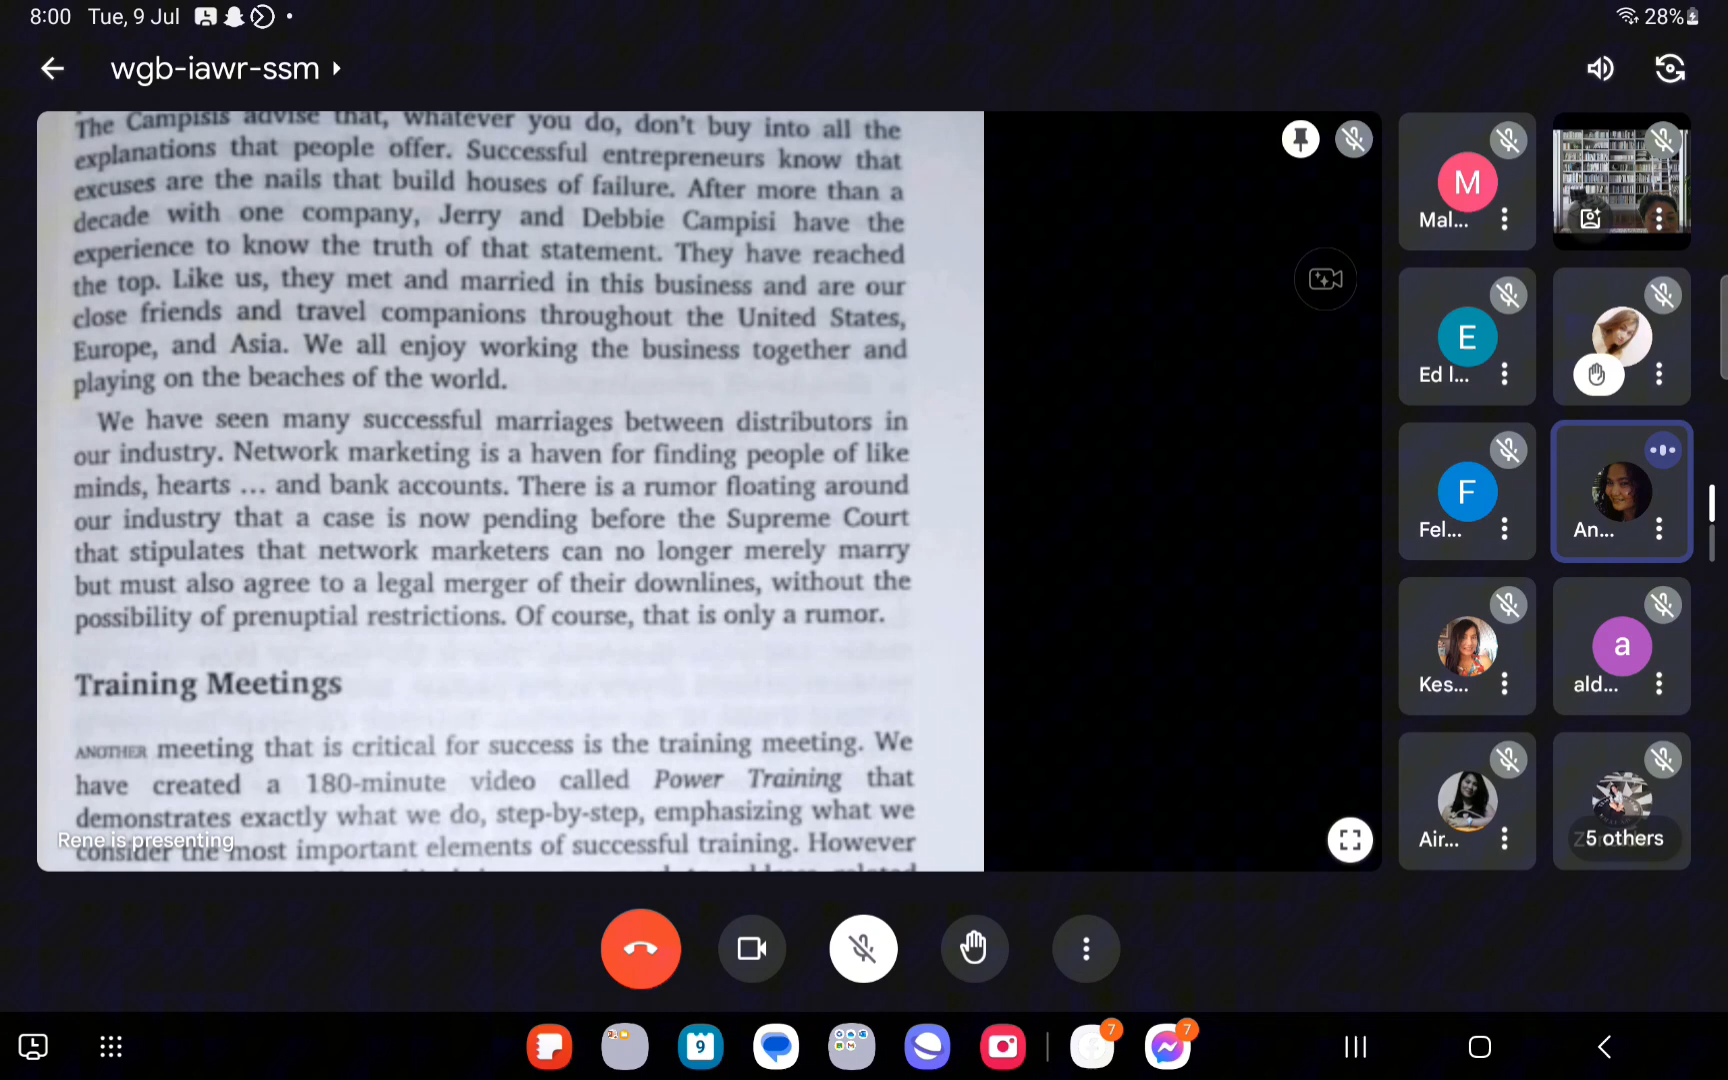 8:00 Tue, 9 Jul
28%
wgb-iawr-ssm
The Campisis advise that, whatever you do, don't buy into all the
explanations that people offer. Successful entrepreneurs know that
excuses are the nails that build houses of failure. After more than a
decade with one company, Jerry and Debbie Campisi have the
experience to know the truth of that statement. They have reached
the top. Like us, they met and married in this business and are our
close friends and travel companions throughout the United States,
Europe, and Asia. We all enjoy working the business together and
playing on the beaches of the world.
We have seen many successful marriages between distributors in
our industry. Network marketing is a haven for finding people of like
minds, hearts ... and bank accounts. There is a rumor floating around
our industry that a case is now pending before the Supreme Court
that stipulates that network marketers can no longer merely marry
but must also agree to a legal merger of their downlines, without the
possibility of prenuptial restrictions. Of course, that is only a rumor.
Training Meetings
ANOTHER meeting that is critical for success is the training meeting. We
have created a 180-minute video called Power Training that
demonstrates exactly what we do, step-by-step, emphasizing what we
consider the most important elements of successful training. However
Rene is presenting
M
Mal...
E
Ed l...
F
Fel...
An...
Kes...
a
ald...
Air...
5 others
9
7
7